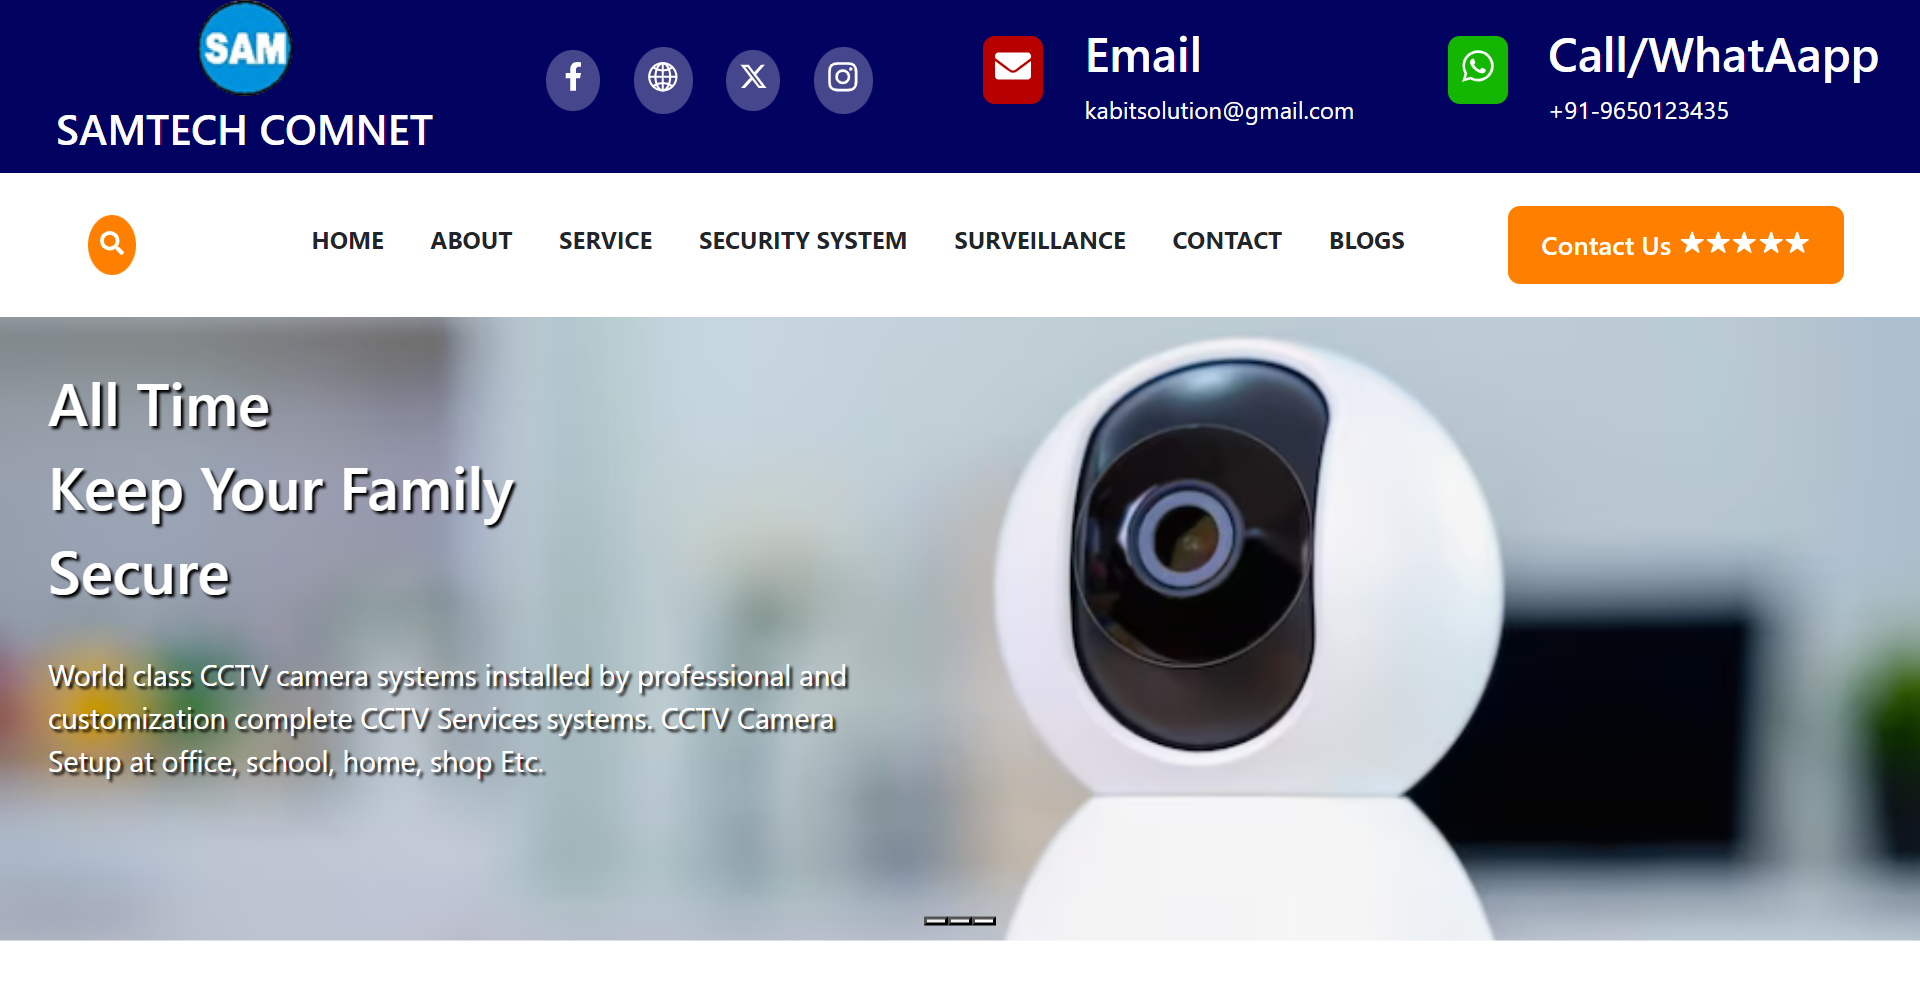 SAM
SAMTECH COMNET
Email
kabitsolution@gmail.com
Call/WhatAapp
+91-9650123435
HOME ABOUT SERVICE SECURITY SYSTEM SURVEILLANCE CONTACT BLOGS
Contact Us ★★★★★
All Time
Keep Your Family
Secure
World class CCTV camera systems installed by professional and
customization complete CCTV Services systems. CCTV Camera
Setup at office, school, home, shop Etc.